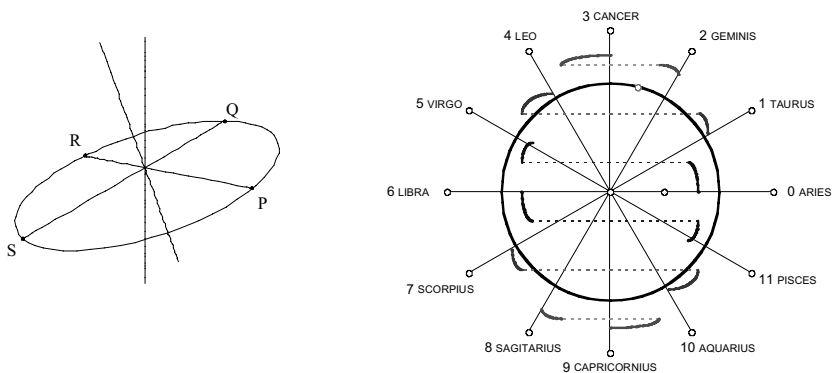 R
Q
P
S
3 CANCER
4 LEO
2 GEMINIS
5 VIRGO
1 TAURUS
6 LIBRA
0 ARIES
7 SCORPIUS
11 PISCES
8 SAGITARIUS
10 AQUARIUS
9 CAPRICORNIUS